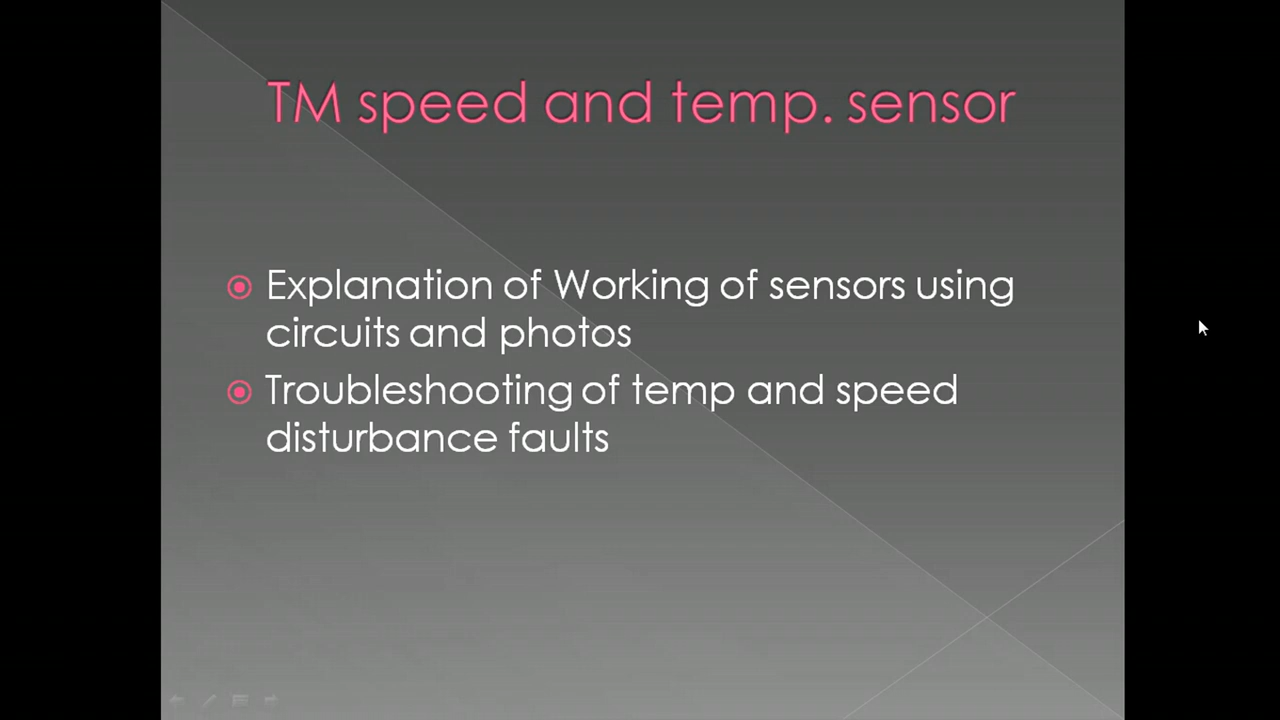 TM speed and temp. sensor
Explanation of Working of sensors using
circuits and photos
Troubleshooting of temp and speed
disturbance faults